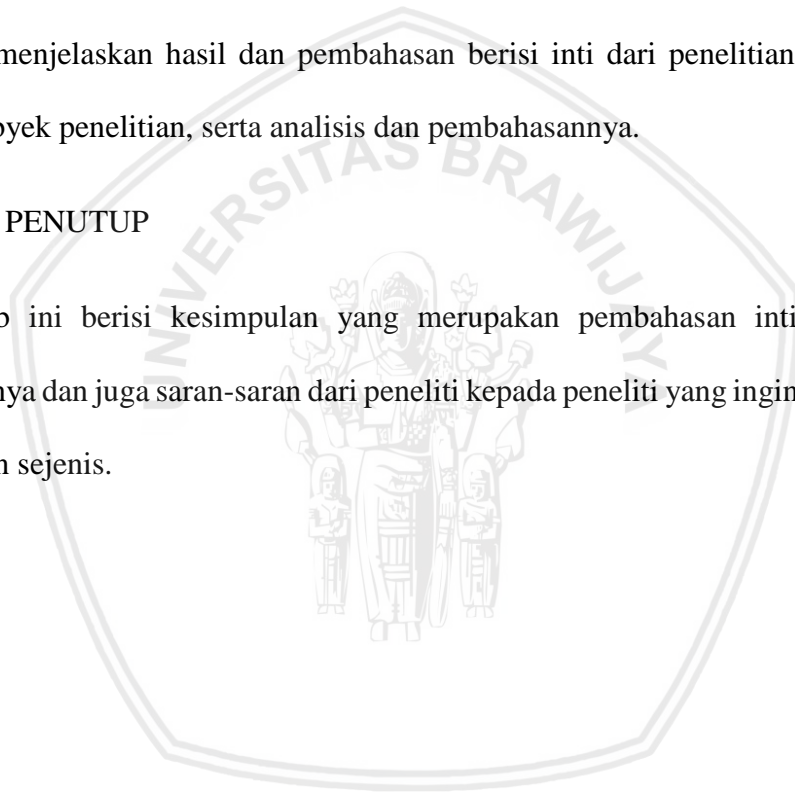 menjelaskan hasil dan pembahasan berisi inti dari penelitian
byek penelitian, serta analisis dan pembahasannya.
PENUTUP
b ini berisi kesimpulan yang merupakan pembahasan inti
nya dan juga saran-saran dari peneliti kepada peneliti yang ingin
n sejenis.
UNIVERSITAS BRAWIJAYA